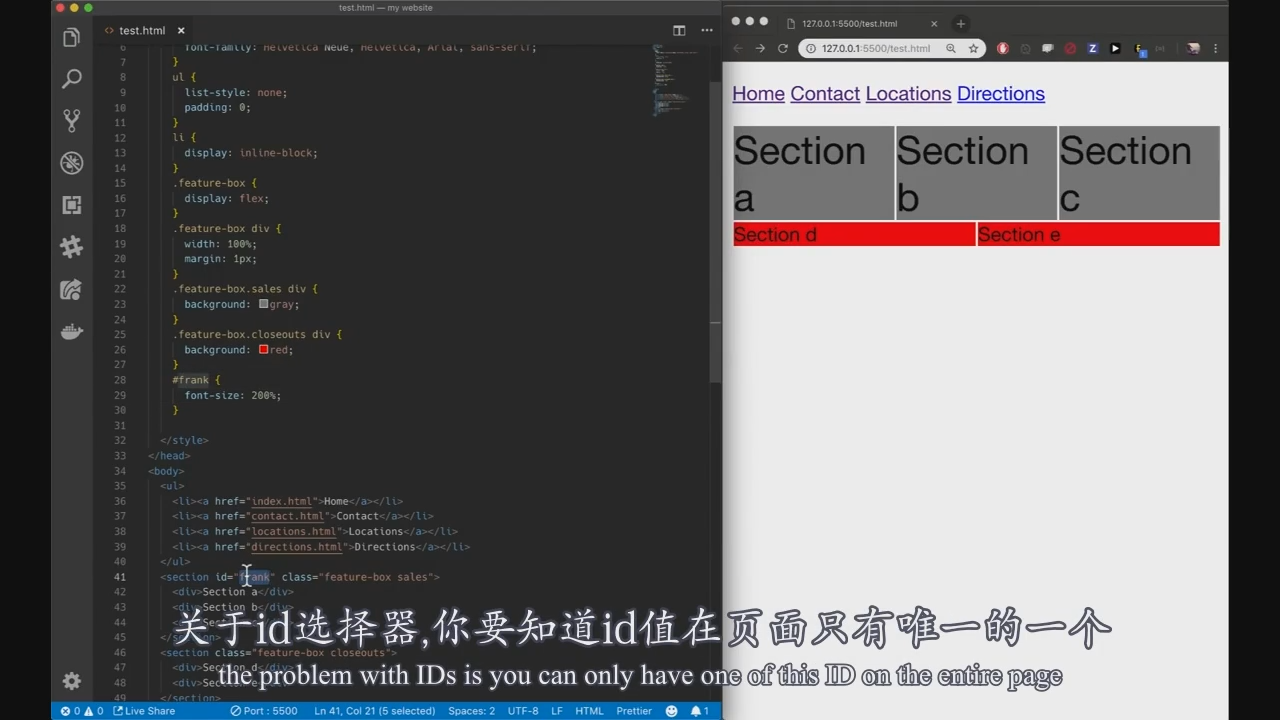 test.html — my website
test.html
127.0.0.1:5500/test.html
127.0.0.1:5500/test.html
6 font-family: Helvetica Neue, Helvetica, Arial, sans-serif;
7 }
8 ul {
9 list-style: none;
10 padding: 0;
11 }
12 li {
13 display: inline-block;
14 }
15 .feature-box {
16 display: flex;
17 }
18 .feature-box div {
19 width: 100%;
20 margin: 1px;
21 }
22 .feature-box.sales div {
23 background: gray;
24 }
25 .feature-box.closeouts div {
26 background: red;
27 }
28 #frank {
29 font-size: 200%;
30 }
31
32 </style>
33 </head>
34 <body>
35 <ul>
36 <li><a href="index.html">Home</a></li>
37 <li><a href="contact.html">Contact</a></li>
38 <li><a href="locations.html">Locations</a></li>
39 <li><a href="directions.html">Directions</a></li>
40 </ul>
41 <section id="frank" class="feature-box sales">
42 <div>Section a</div>
43 <div>Section b</div>
44
45
46 <section class="feature-box closeouts">
47 <div>Section d</div>
48 <div>Section e</div>
49 </section>
Home Contact Locations Directions
Section a
Section b
Section c
Section d Section e
关于id选择器,你要知道id值在页面只有唯一的一个
the problem with IDs is you can only have one of this ID on the entire page
0 0 Live Share Port : 5500 Ln 41, Col 21 (5 selected) Spaces: 2 UTF-8 LF HTML Prettier 1